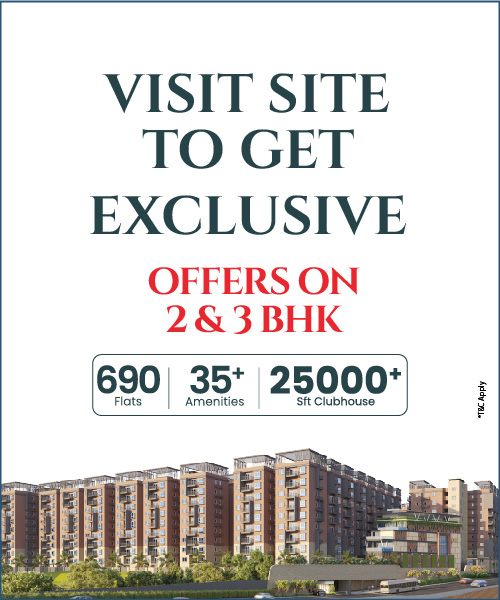 VISIT SITE
TO GET
EXCLUSIVE
OFFERS ON
2 & 3 BHK
690
Flats
35+
Amenities
25000+
Sft Clubhouse
*T&C Apply